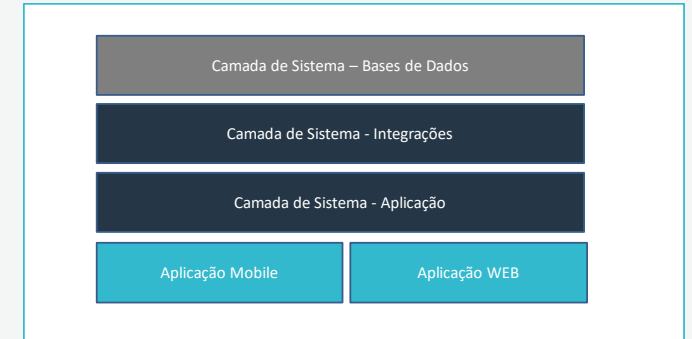 Camada de Sistema – Bases de Dados
Camada de Sistema - Integrações
Camada de Sistema - Aplicação
Aplicação Mobile
Aplicação WEB